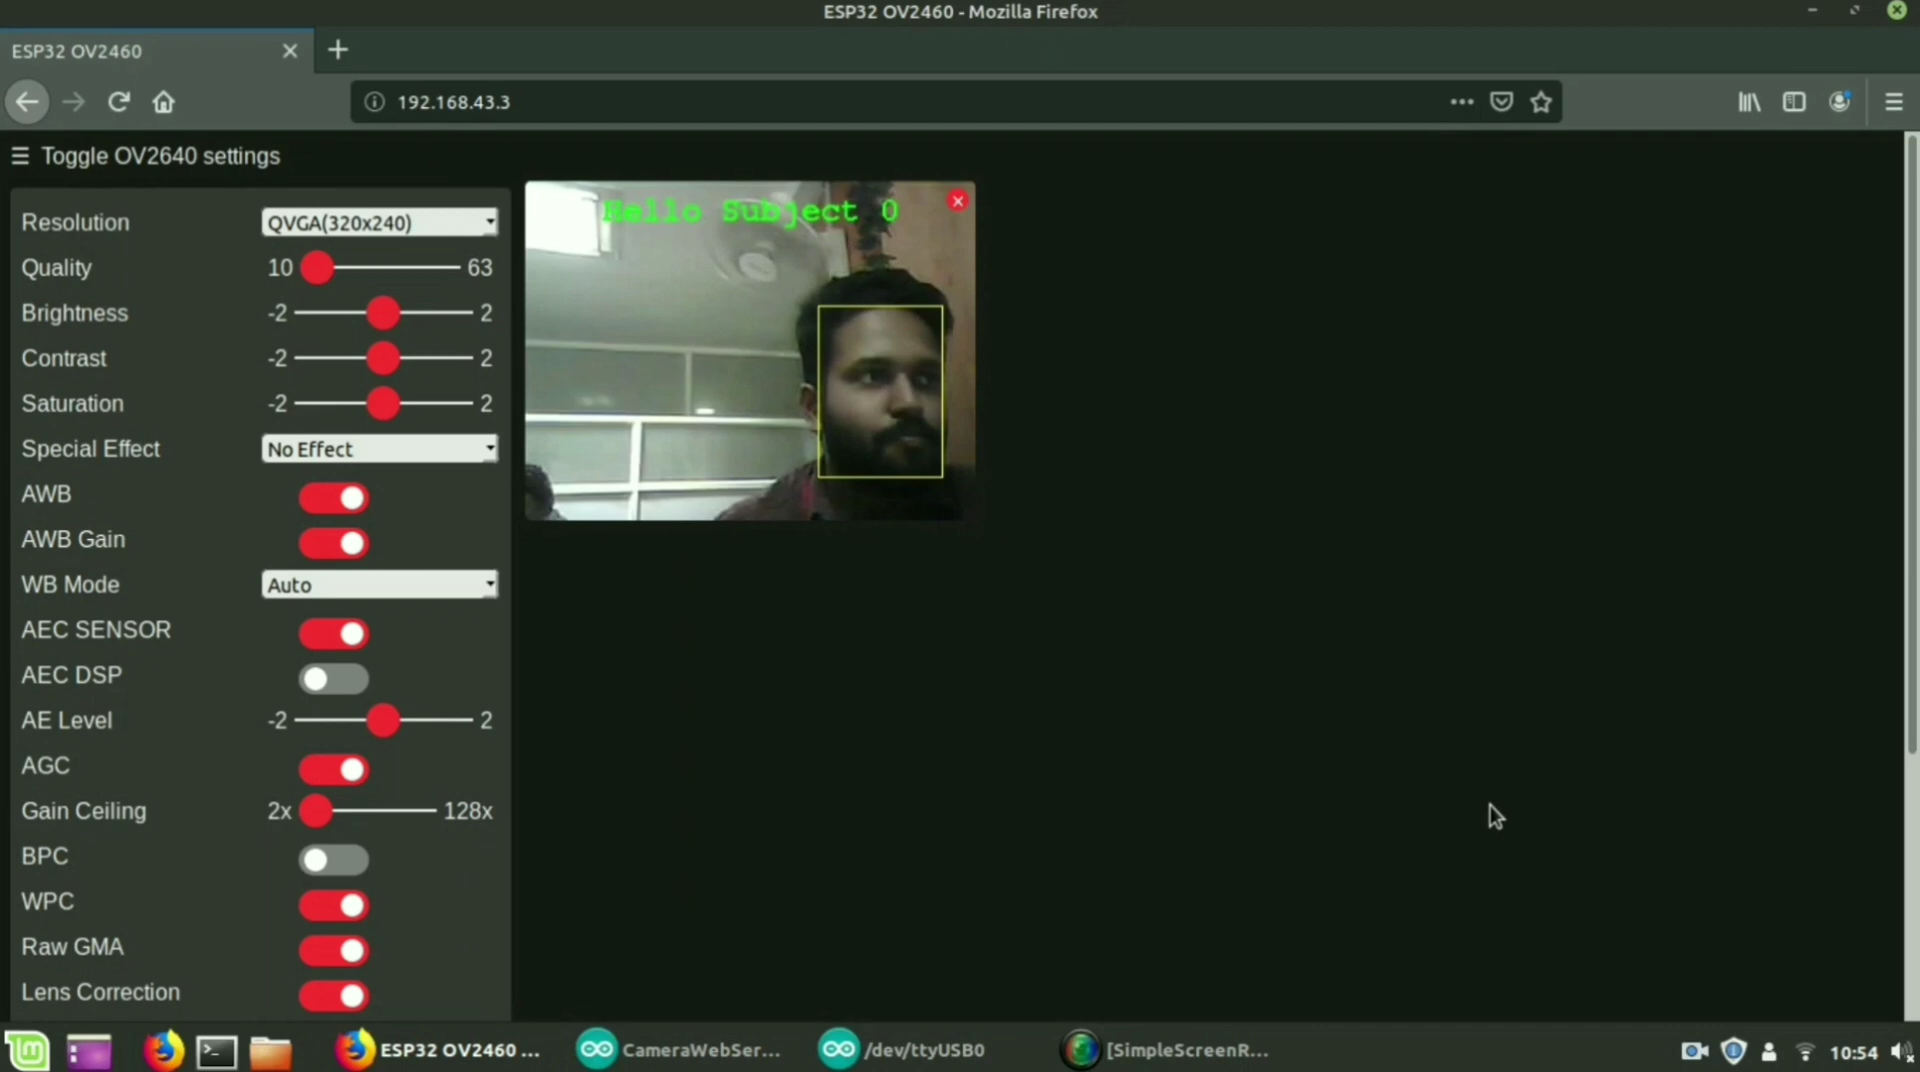 ESP32 OV2460 - Mozilla Firefox
ESP32 OV2460
192.168.43.3
Toggle OV2640 settings
Resolution QVGA(320x240)
Quality 10 63
Brightness -2 2
Contrast -2 2
Saturation -2 2
Special Effect No Effect
AWB
AWB Gain
WB Mode Auto
AEC SENSOR
AEC DSP
AE Level -2 2
AGC
Gain Ceiling 2x 128x
BPC
WPC
Raw GMA
Lens Correction
Hello Subject 0
ESP32 OV2460 ... CameraWebSer... /dev/ttyUSB0 [SimpleScreenR... 10:54